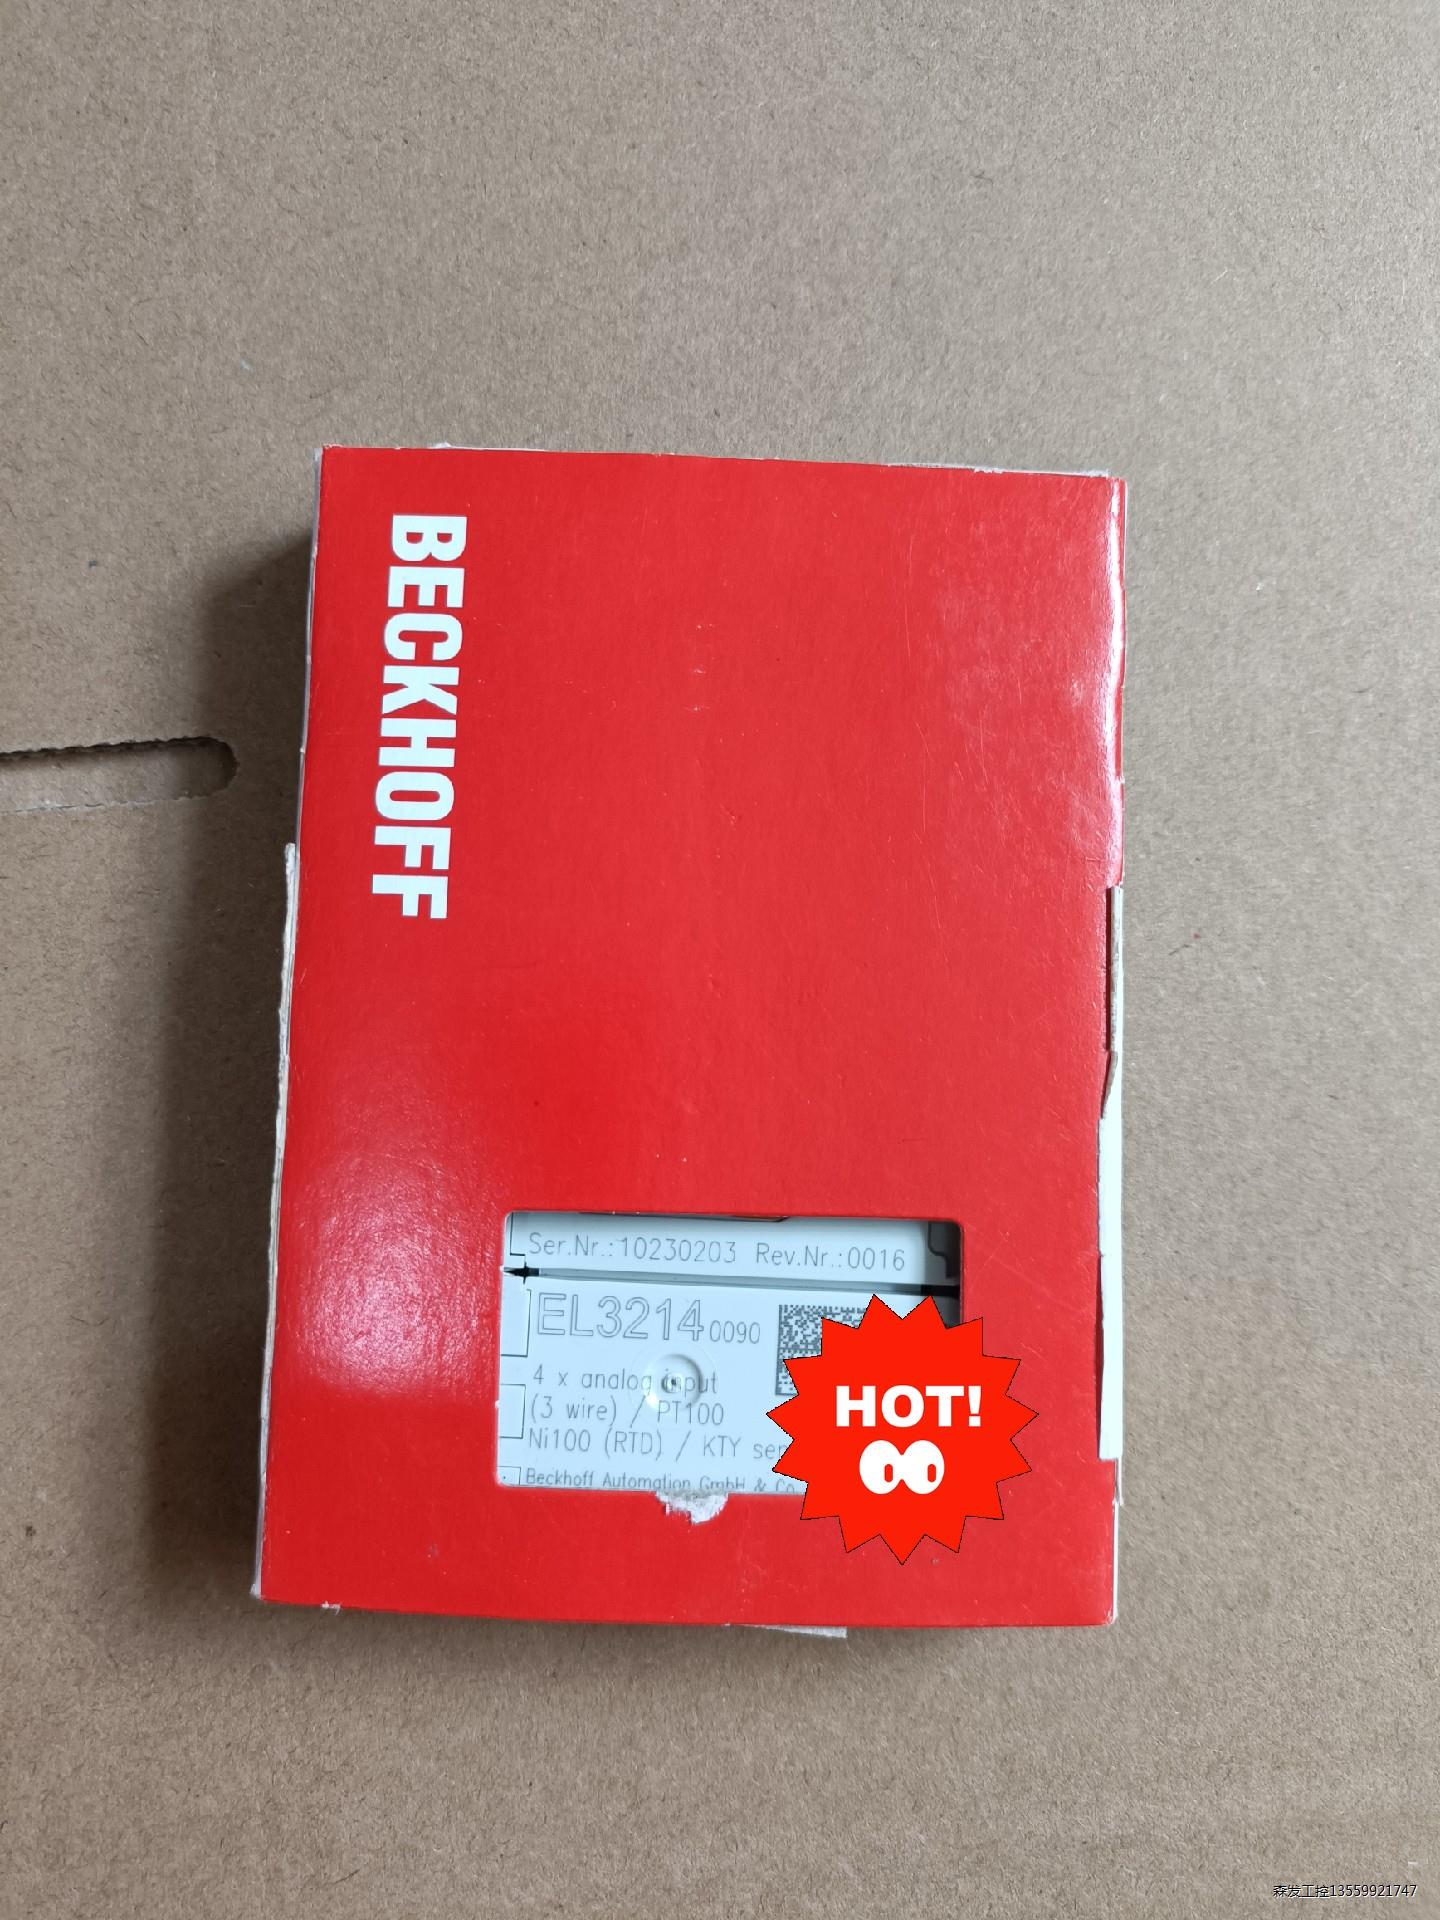 BECKHOFF
Ser.Nr.:10230203 Rev.Nr.:0016
EL3214 0090
4 x analog input
(3 wire) / PT100
Ni100 (RTD) / KTY
Beckhoff Automation GmbH & Co
HOT!
森发工控13559921747